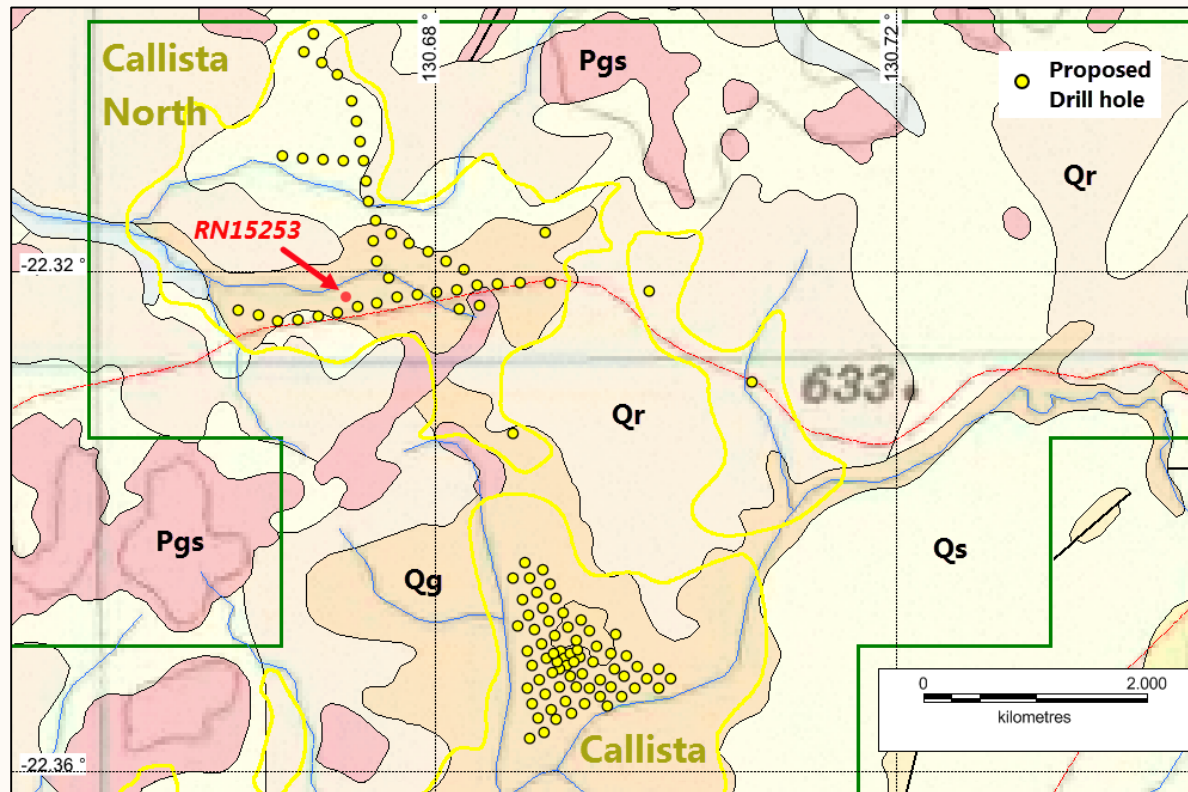 Callista
North
130.68 °
Pgs
130.72 °
Proposed
Drill hole
Qr
RN15253
-22.32 °
633
Qr
Pgs
Qg
Qs
0
2.000
kilometres
Callista
-22.36 °